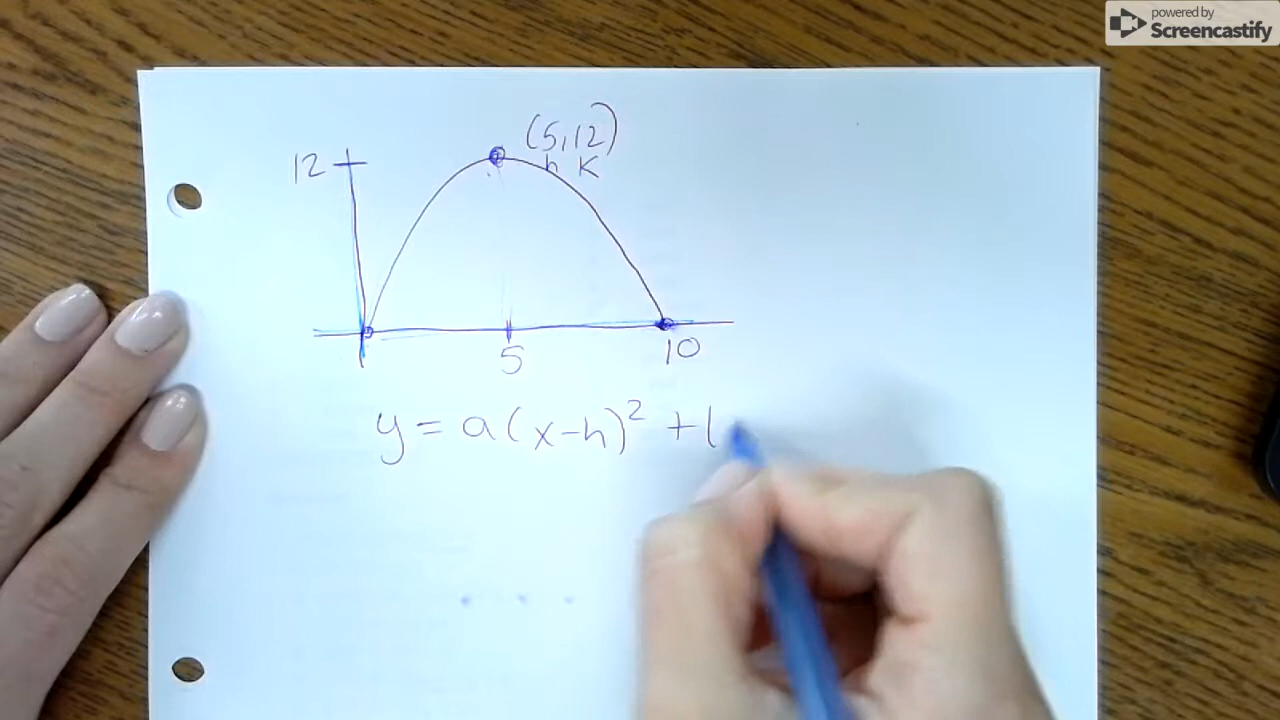 powered by
Screencastify
(5,12)
12
h K
5
10
y = a(x-h)² +